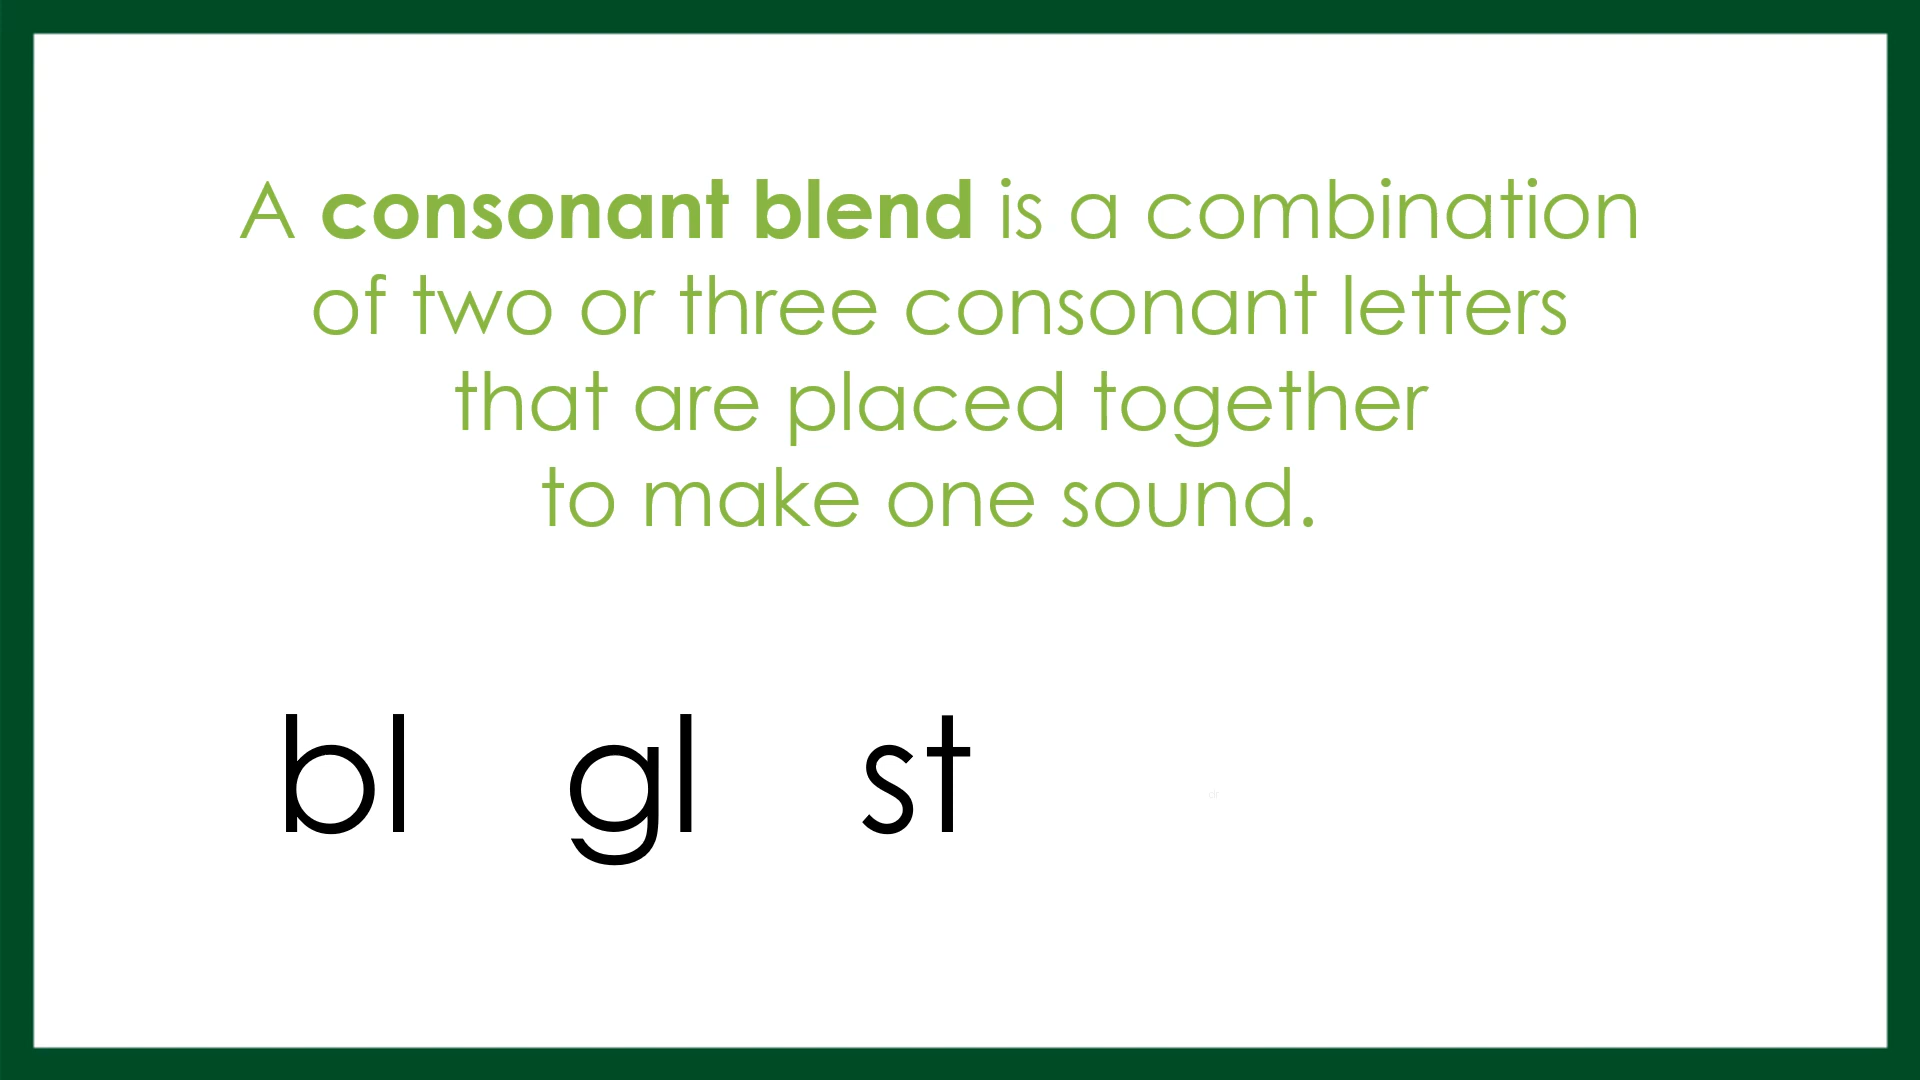 A consonant blend is a combination
of two or three consonant letters
that are placed together
to make one sound.
bl gl st